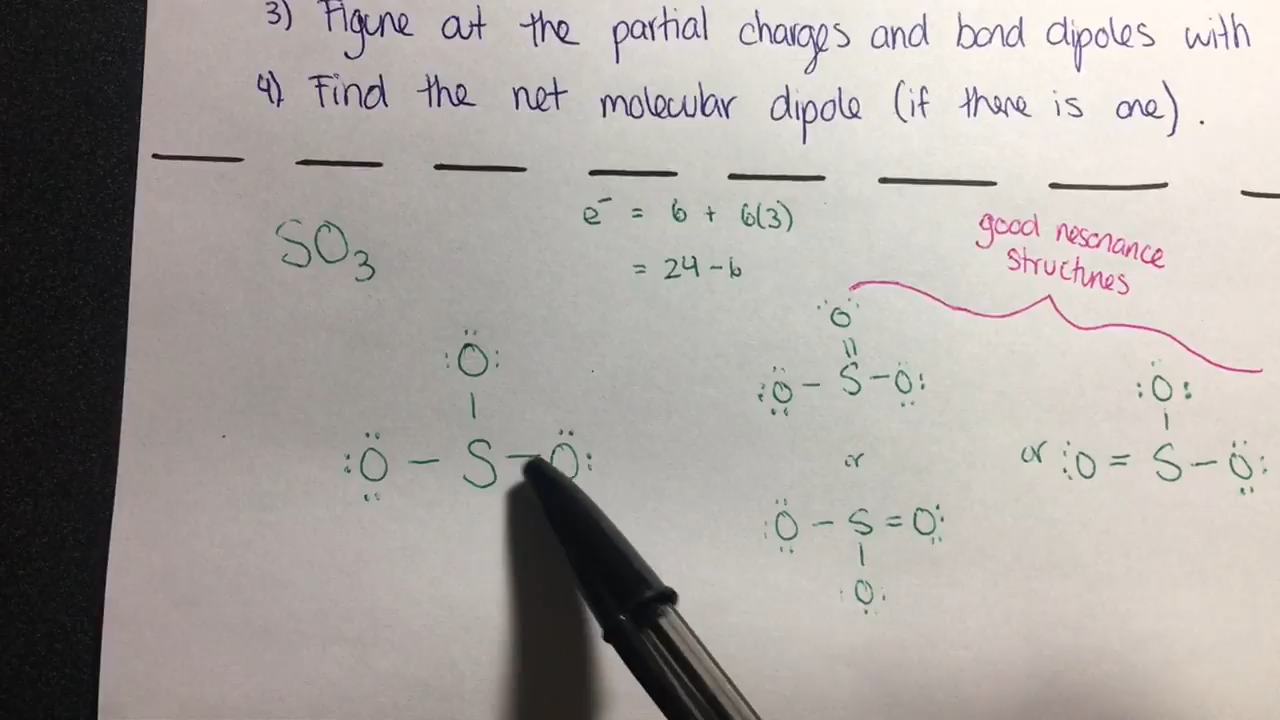 3) Figure at the partial charges and bond dipoles with
4) Find the net molecular dipole (if there is one).
SO3
e⁻ = 6 + 6(3)
= 24 - 6
good resonance
structures
O
S
O - S - O
O
=
S
O - S - O
or
O - S = O
O
or
O
O = S - O